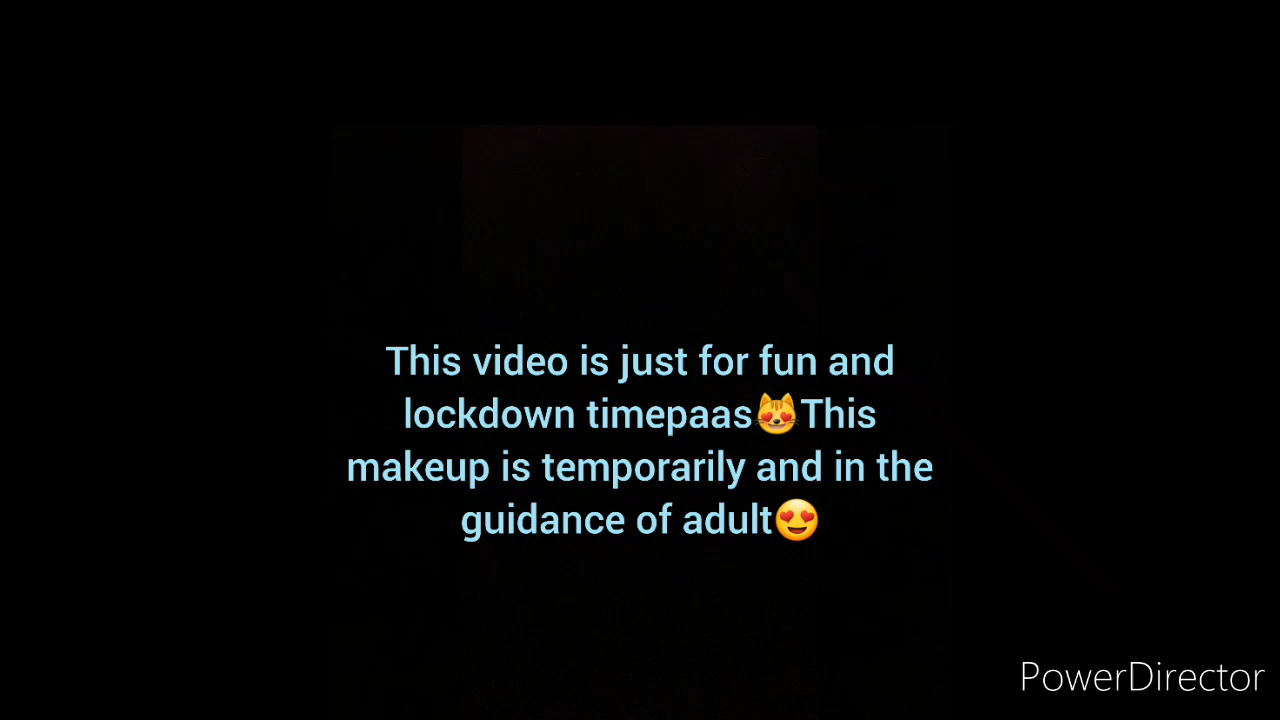 This video is just for fun and
lockdown timepaas😻This
makeup is temporarily and in the
guidance of adult😍
PowerDirector